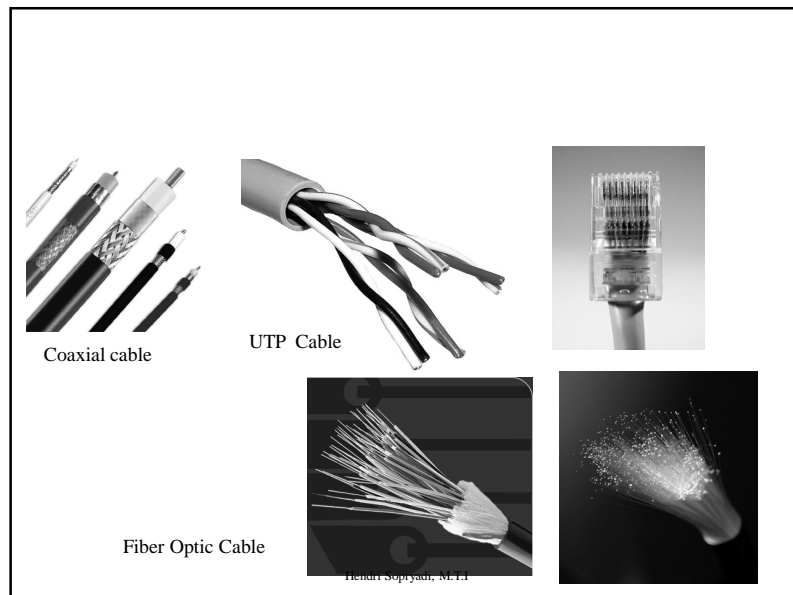 Coaxial cable
UTP Cable
Fiber Optic Cable
Hendri Sopryadi, M.T.I